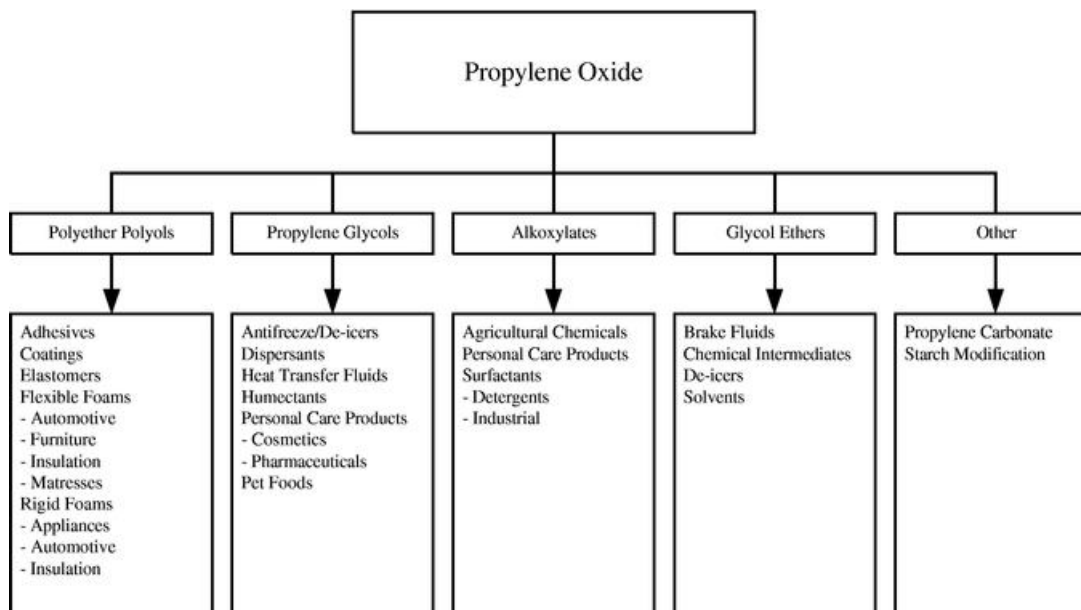 Propylene Oxide
Polyether Polyols
Propylene Glycols
Alkoxylates
Glycol Ethers
Other
Adhesives
Coatings
Elastomers
Flexible Foams
- Automotive
- Furniture
- Insulation
- Matresses
Rigid Foams
- Appliances
- Automotive
- Insulation
Antifreeze/De-icers
Dispersants
Heat Transfer Fluids
Humectants
Personal Care Products
- Cosmetics
- Pharmaceuticals
Pet Foods
Agricultural Chemicals
Personal Care Products
Surfactants
- Detergents
- Industrial
Brake Fluids
Chemical Intermediates
De-icers
Solvents
Propylene Carbonate
Starch Modification